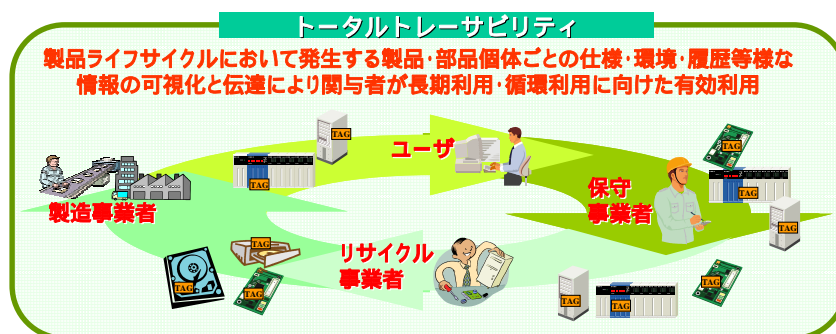 トータルトレーサビリティ
製品ライフサイクルにおいて発生する製品・部品個体ごとの仕様・環境・履歴等様な
情報の可視化と伝達により関与者が長期利用・循環利用に向けた有効利用
TAG
TAG
ユーザ
TAG
TAG
保守
事業者
TAG
製造事業者
TAG
TAG
TAG
リサイクル
事業者
TAG
TAG
TAG